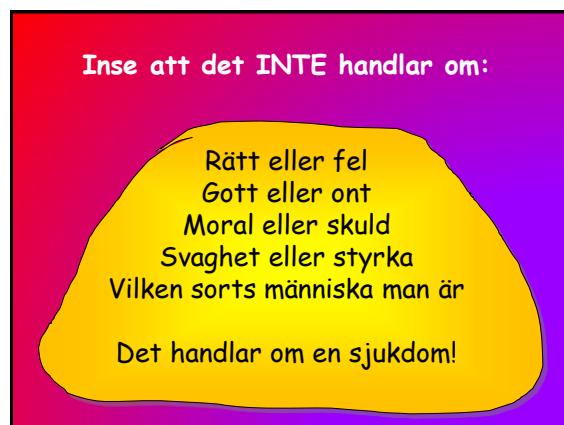 Inse att det INTE handlar om:
Rätt eller fel
Gott eller ont
Moral eller skuld
Svaghet eller styrka
Vilken sorts människa man är
Det handlar om en sjukdom!